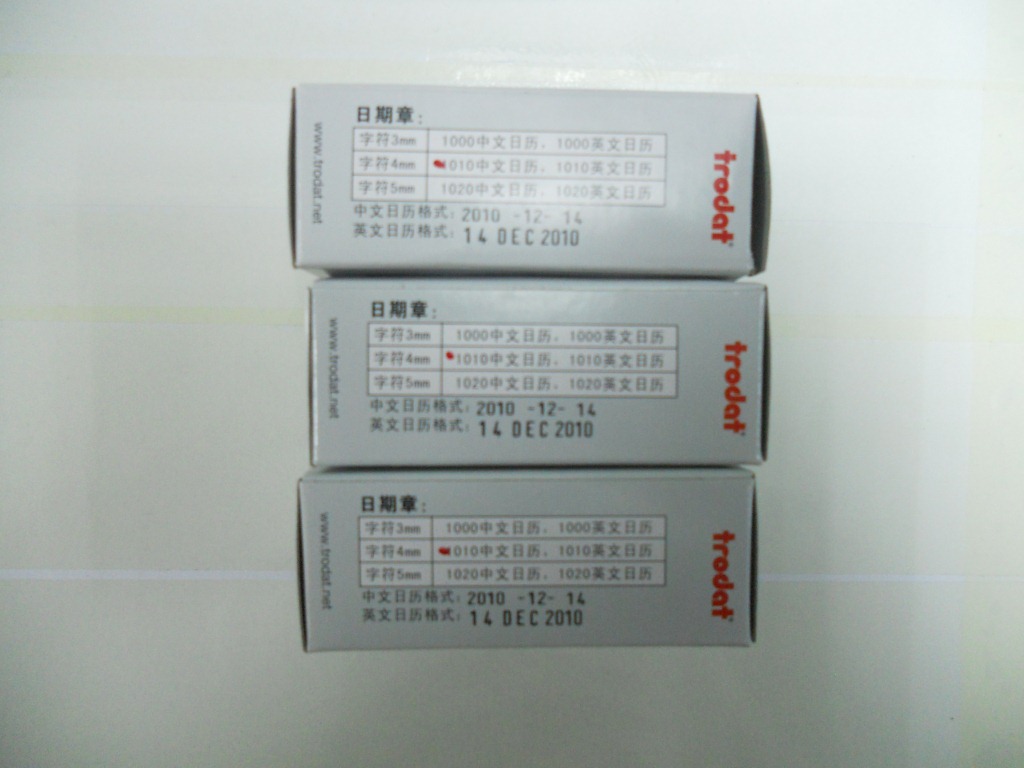 www.trodat.net
日期章:
字符3mm 1000中文日历、1000英文日历
字符4mm 010中文日历、1010英文日历
字符5mm 1020中文日历、1020英文日历
中文日历格式: 2010 -12- 14
英文日历格式: 14 DEC 2010
trodat
www.trodat.net
日期章:
字符3mm 1000中文日历、1000英文日历
字符4mm 1010中文日历、1010英文日历
字符5mm 1020中文日历、1020英文日历
中文日历格式: 2010 -12- 14
英文日历格式: 14 DEC 2010
trodat
www.trodat.net
日期章:
字符3mm 1000中文日历、1000英文日历
字符4mm 010中文日历、1010英文日历
字符5mm 1020中文日历、1020英文日历
中文日历格式: 2010 -12- 14
英文日历格式: 14 DEC 2010
trodat